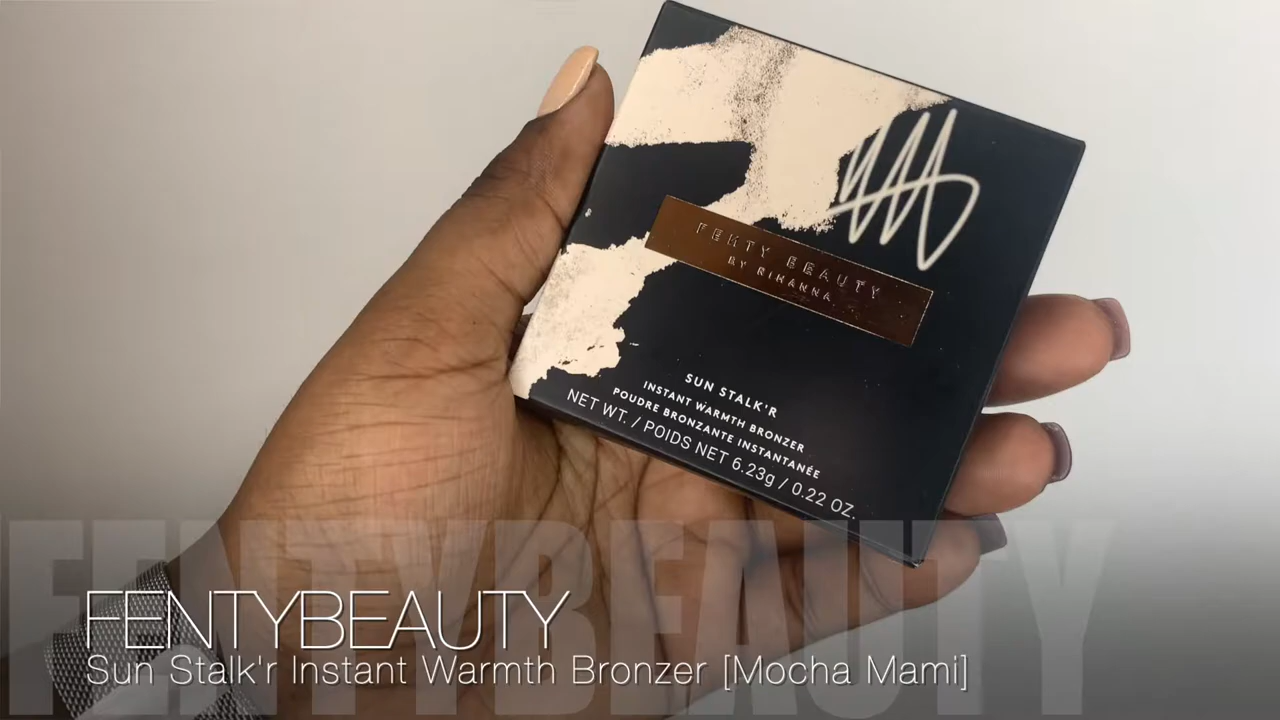 FENTY BEAUTY
BY RIHANNA
SUN STALK'R
INSTANT WARMTH BRONZER
POUDRE BRONZANTE INSTANTANÉE
NET WT. / POIDS NET 6.23g / 0.22 OZ.
FENTYBEAUTY
FENTYBEAUTY
Sun Stalk'r Instant Warmth Bronzer [Mocha Mami]